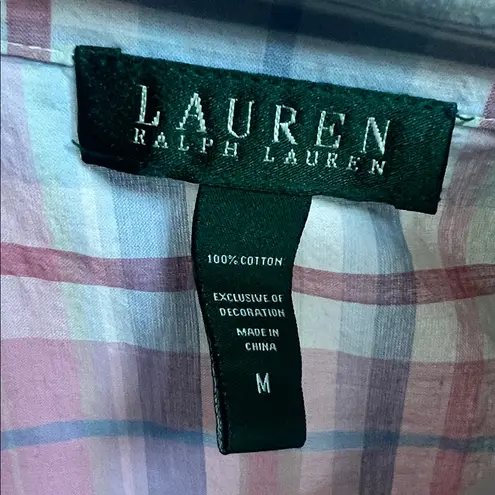 LAUREN
RALPH LAUREN
100% COTTON
EXCLUSIVE OF
DECORATION
MADE IN
CHINA
M